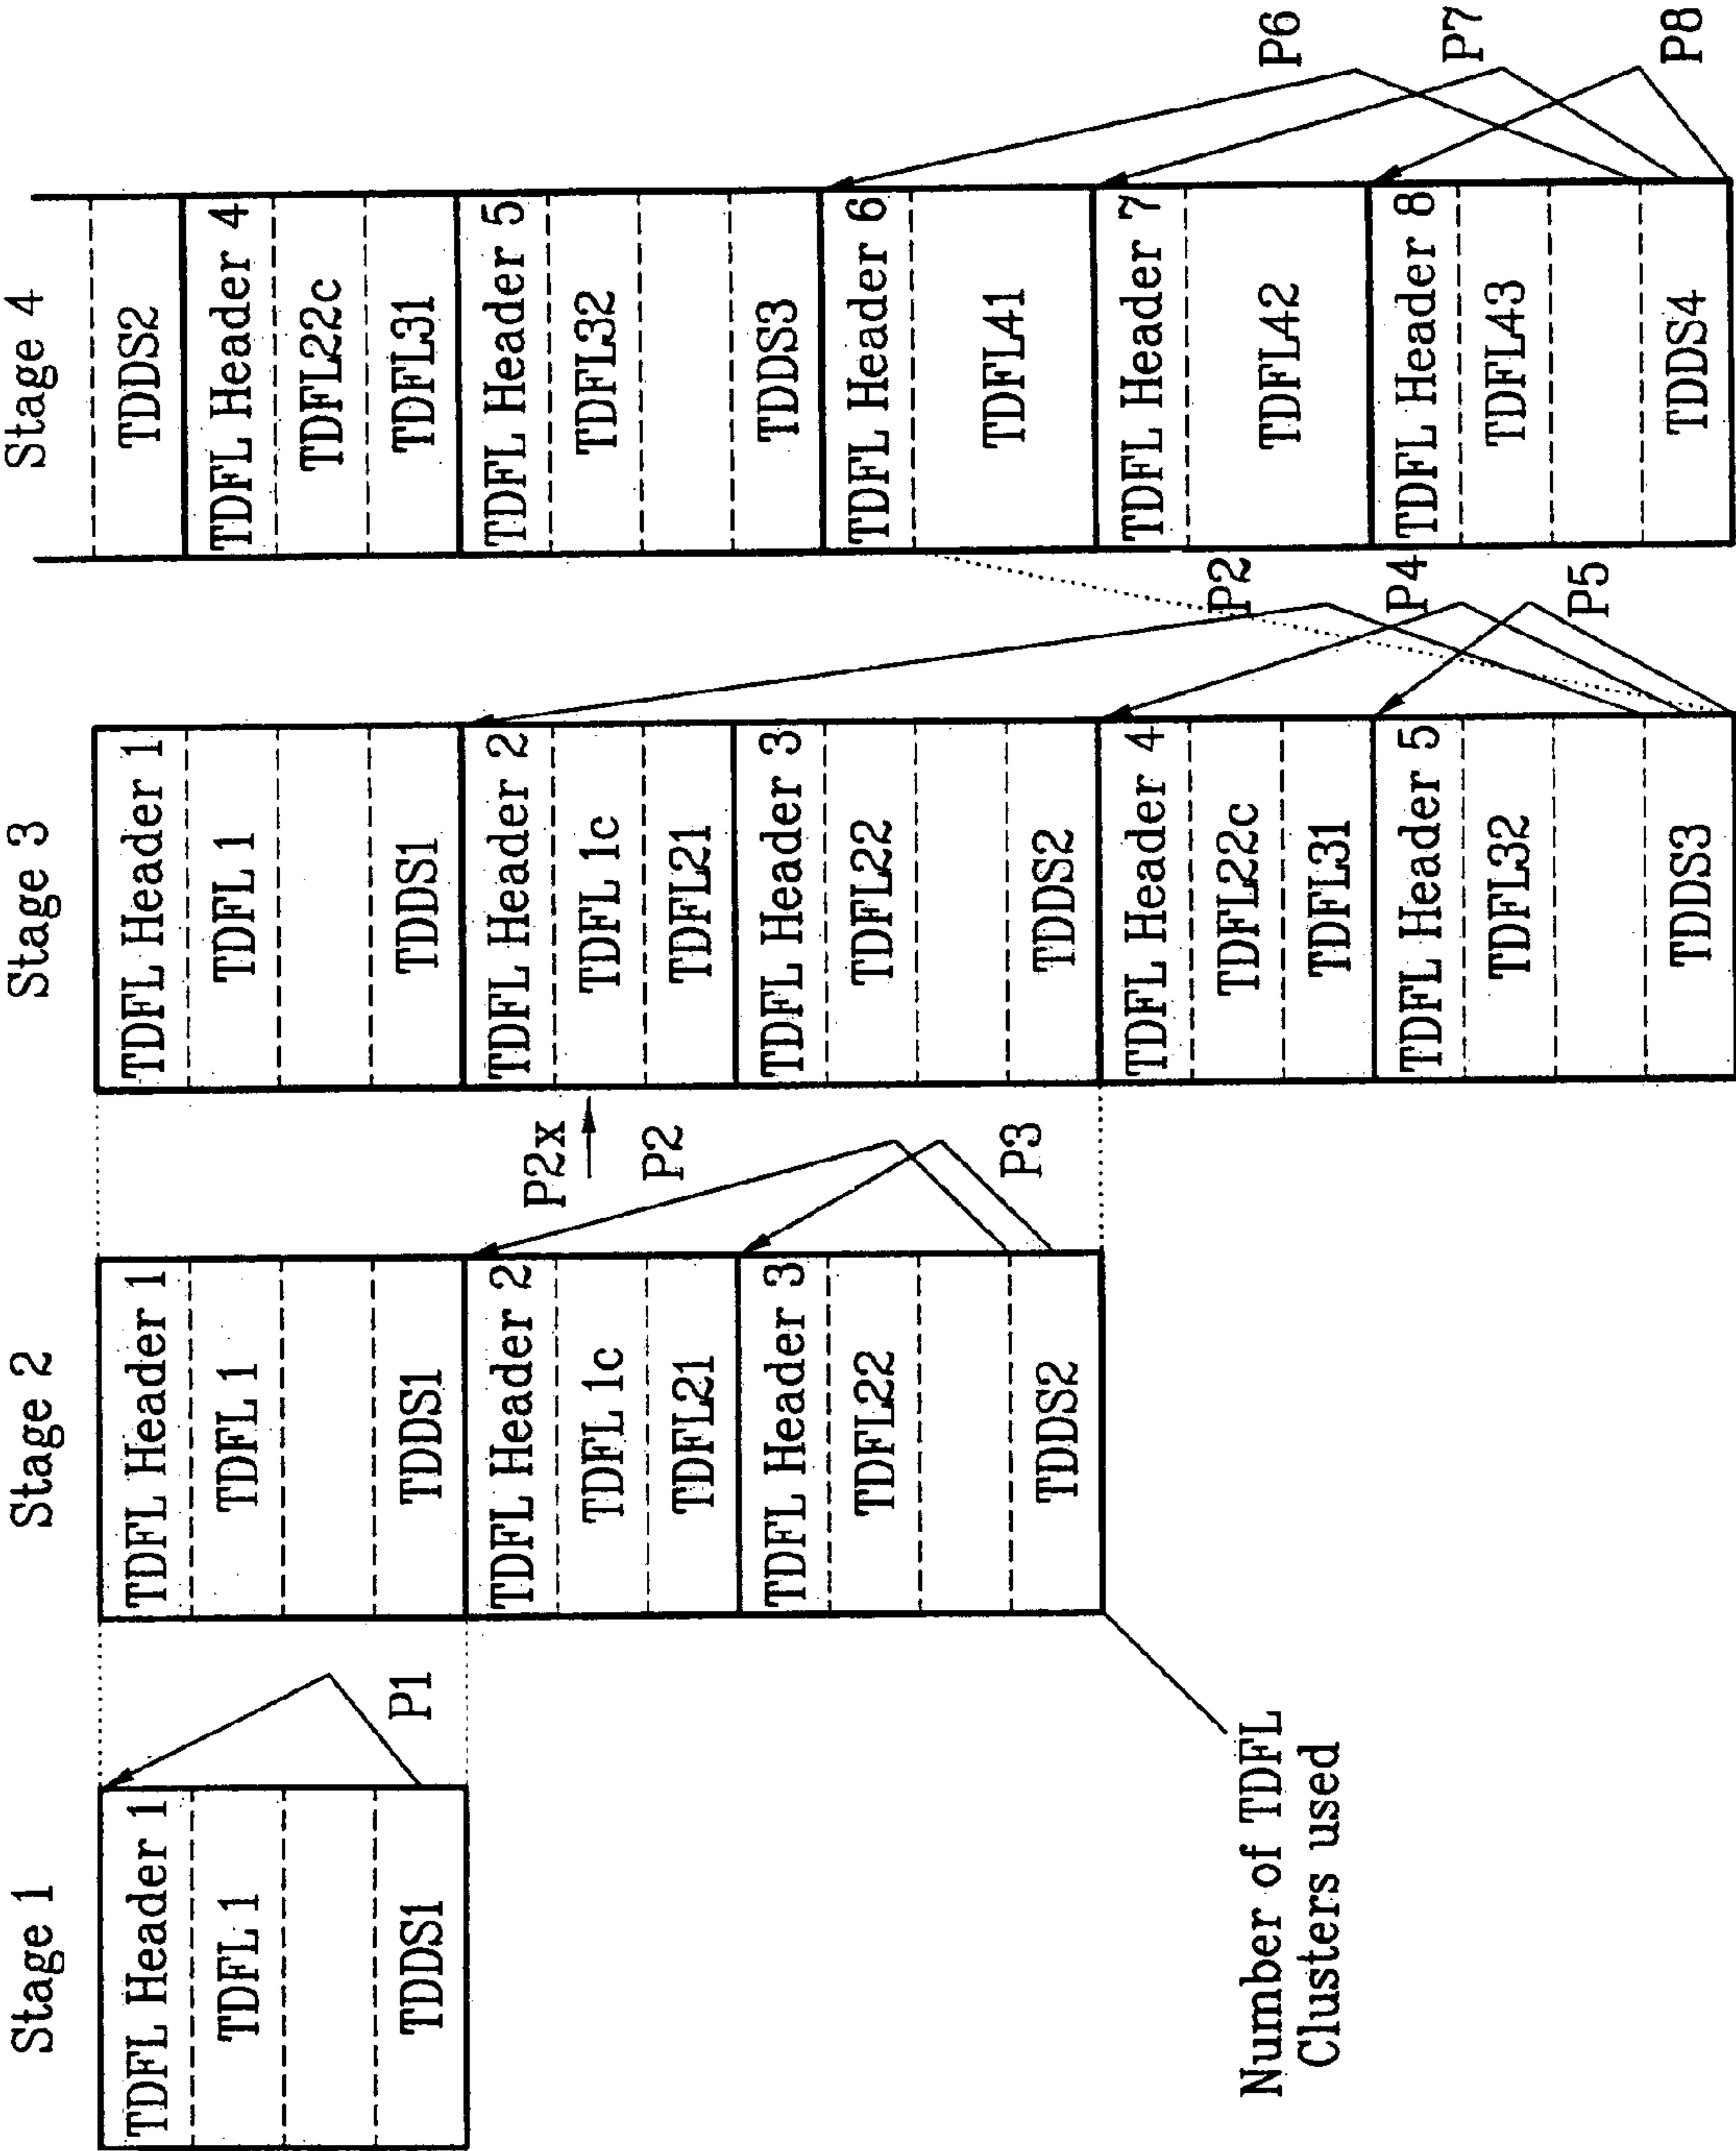 Stage 1
TDFL Header 1
TDFL 1
TDDS1
P1
Stage 2
TDFL Header 1
TDFL 1
TDDS1
TDFL Header 2
TDFL 1c
TDFL21
TDFL Header 3
TDFL22
TDDS2
P2x
P2
P3
Number of TDFL
Clusters used
Stage 3
TDFL Header 1
TDFL 1
TDDS1
TDFL Header 2
TDFL 1c
TDFL21
TDFL Header 3
TDFL22
TDDS2
TDFL Header 4
TDFL22c
TDFL31
TDFL Header 5
TDFL32
TDDS3
P2
P4
P5
Stage 4
TDDS2
TDFL Header 4
TDFL22c
TDFL31
TDFL Header 5
TDFL32
TDDS3
TDFL Header 6
TDFL41
TDFL Header 7
TDFL42
TDFL Header 8
TDFL43
TDDS4
P6
P7
P8